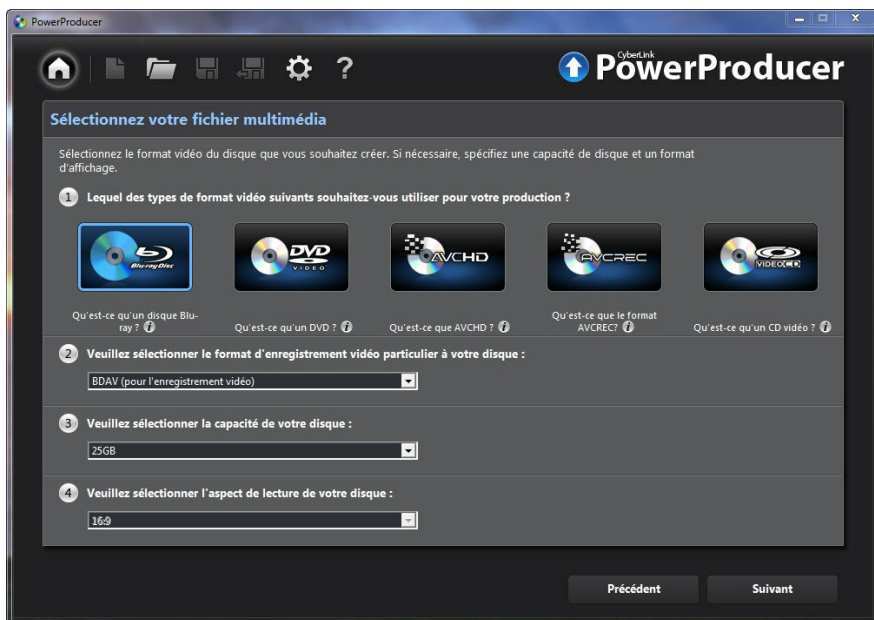 PowerProducer
CyberLink
PowerProducer
Sélectionnez votre fichier multimédia
Sélectionnez le format vidéo du disque que vous souhaitez créer. Si nécessaire, spécifiez une capacité de disque et un format
d'affichage.
1 Lequel des types de format vidéo suivants souhaitez-vous utiliser pour votre production ?
Blu-ray Disc
DVD
VIDEO
AVCHD
AVCREC
VIDEO CD
Qu'est-ce qu'un disque Blu-
ray ?
Qu'est-ce qu'un DVD ?
Qu'est-ce que AVCHD ?
Qu'est-ce que le format
AVCREC?
Qu'est-ce qu'un CD vidéo ?
2 Veuillez sélectionner le format d'enregistrement vidéo particulier à votre disque :
BDAV (pour l'enregistrement vidéo)
3 Veuillez sélectionner la capacité de votre disque :
25GB
4 Veuillez sélectionner l'aspect de lecture de votre disque :
16:9
Précédent
Suivant